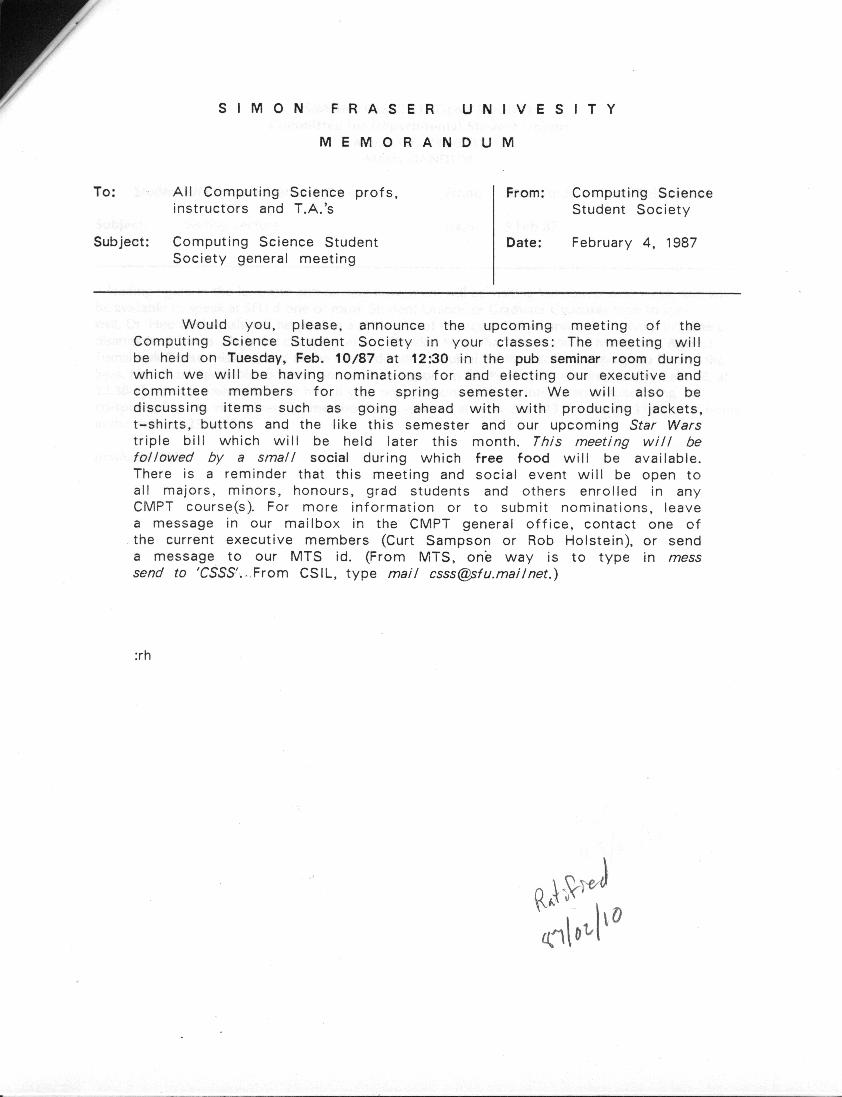 SIMON FRASER UNIVESITY
MEMORANDUM
To: All Computing Science profs,
instructors and T.A.'s
From: Computing Science
Student Society
Subject: Computing Science Student
Society general meeting
Date: February 4, 1987
Would you, please, announce the upcoming meeting of the
Computing Science Student Society in your classes: The meeting will
be held on Tuesday, Feb. 10/87 at 12:30 in the pub seminar room during
which we will be having nominations for and electing our executive and
committee members for the spring semester. We will also be
discussing items such as going ahead with with producing jackets,
t-shirts, buttons and the like this semester and our upcoming Star Wars
triple bill which will be held later this month. This meeting will be
followed by a small social during which free food will be available.
There is a reminder that this meeting and social event will be open to
all majors, minors, honours, grad students and others enrolled in any
CMPT course(s). For more information or to submit nominations, leave
a message in our mailbox in the CMPT general office, contact one of
the current executive members (Curt Sampson or Rob Holstein), or send
a message to our MTS id. (From MTS, one way is to type in mess
send to 'CSSS'. From CSIL, type mail csss@sfu.mailnet.)
:rh
Ratified
87/02/10